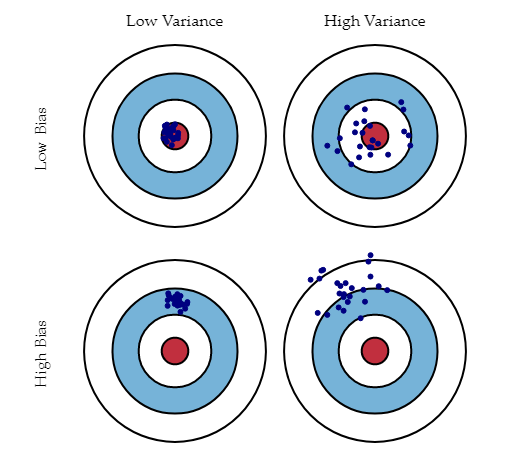 Low Variance
High Variance
Low Bias
High Bias